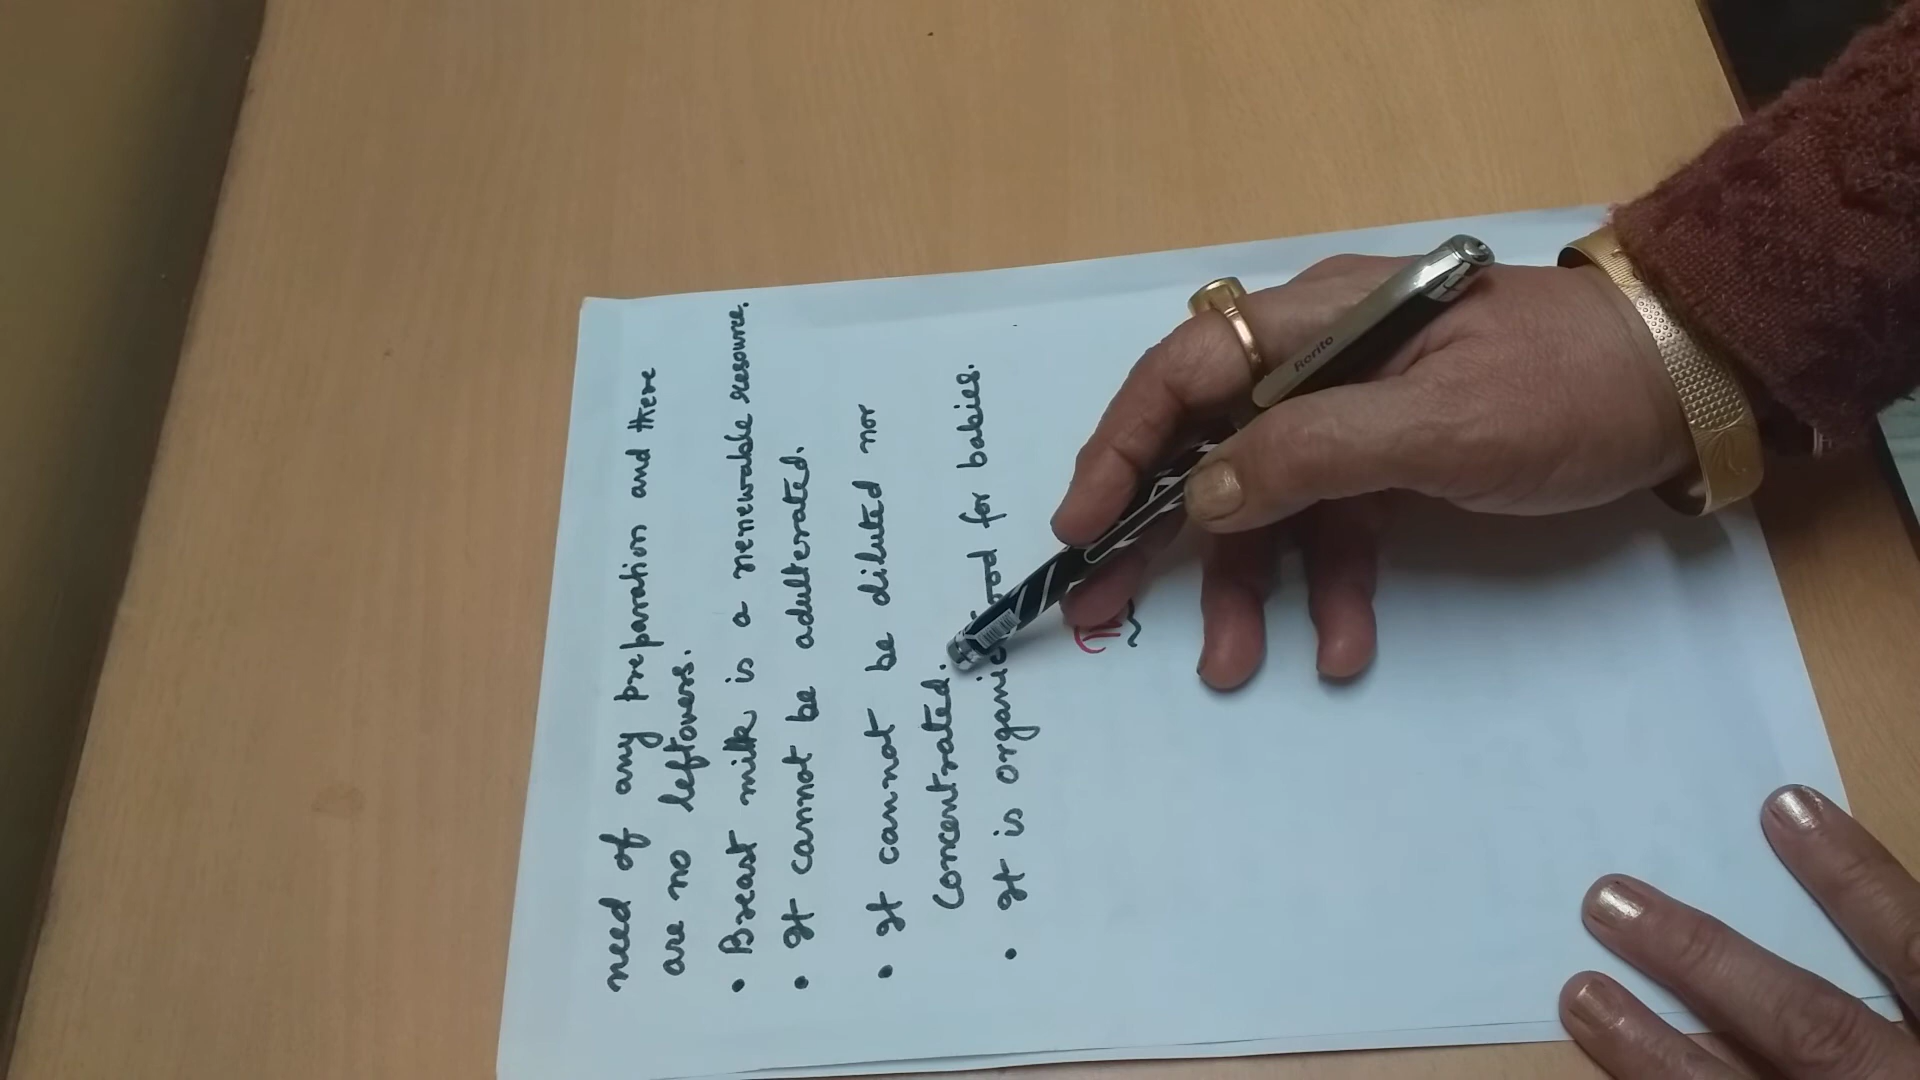 need of any preparation and there
are no leftovers.
• Breast milk is a renewable resource.
• It cannot be adulterated.
• It cannot be diluted nor
Concentrated.
• It is organic food for babies.
Fiorito